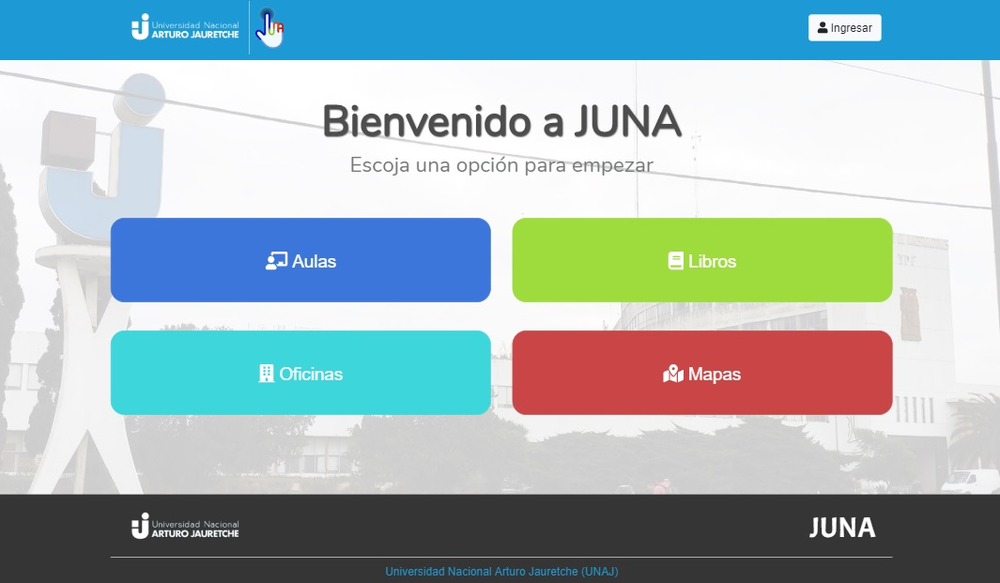 Universidad Nacional
ARTURO JAURETCHE
JUNA
Ingresar
Bienvenido a JUNA
Escoja una opción para empezar
Aulas
Libros
Oficinas
Mapas
Universidad Nacional
ARTURO JAURETCHE
JUNA
Universidad Nacional Arturo Jauretche (UNAJ)